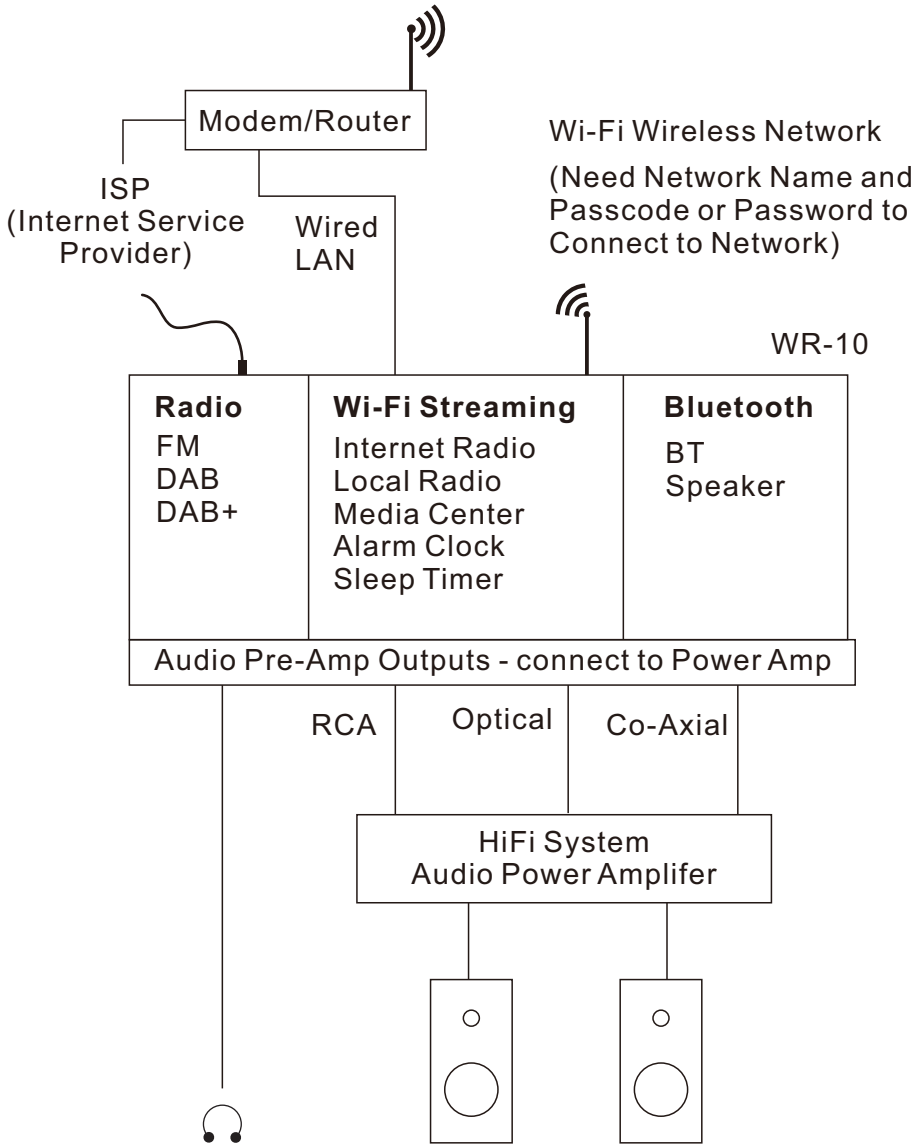 Modem/Router
Wi-Fi Wireless Network
(Need Network Name and
Passcode or Password to
Connect to Network)
ISP
(Internet Service
Provider)
Wired
LAN
WR-10
Radio
FM
DAB
DAB+
Wi-Fi Streaming
Internet Radio
Local Radio
Media Center
Alarm Clock
Sleep Timer
Bluetooth
BT
Speaker
Audio Pre-Amp Outputs - connect to Power Amp
RCA
Optical
Co-Axial
HiFi System
Audio Power Amplifer